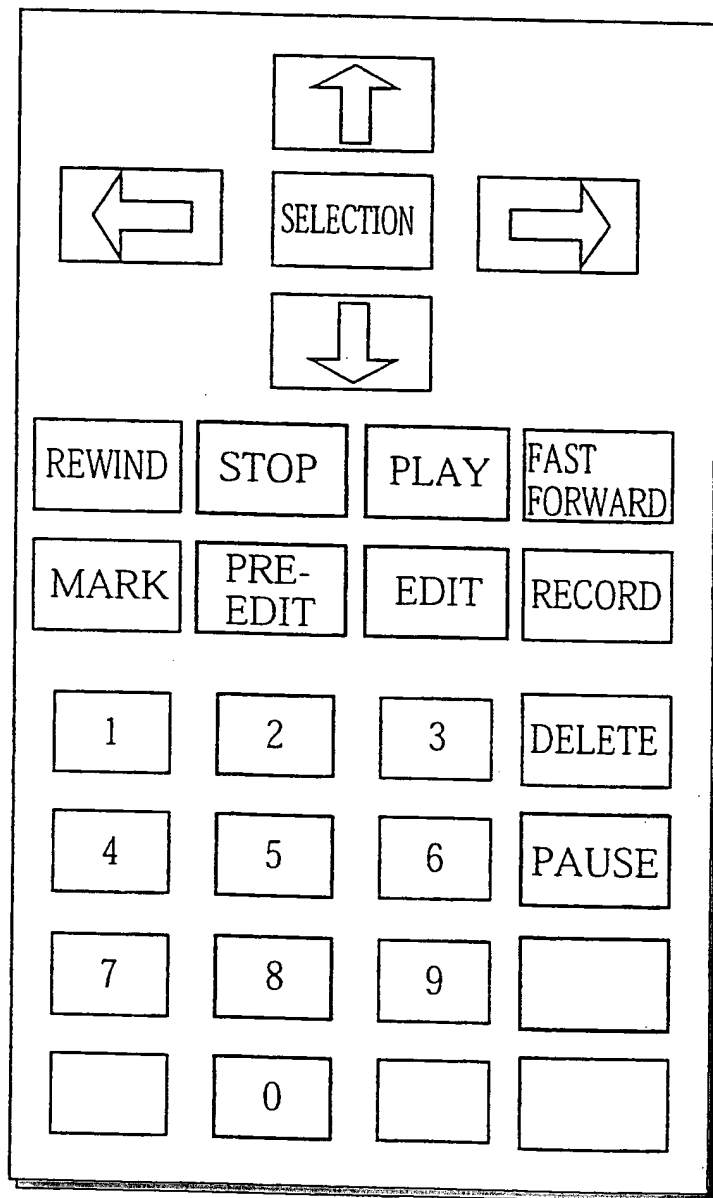 SELECTION
REWIND STOP PLAY FAST
FORWARD
MARK PRE-
EDIT EDIT RECORD
1 2 3 DELETE
4 5 6 PAUSE
7 8 9
0